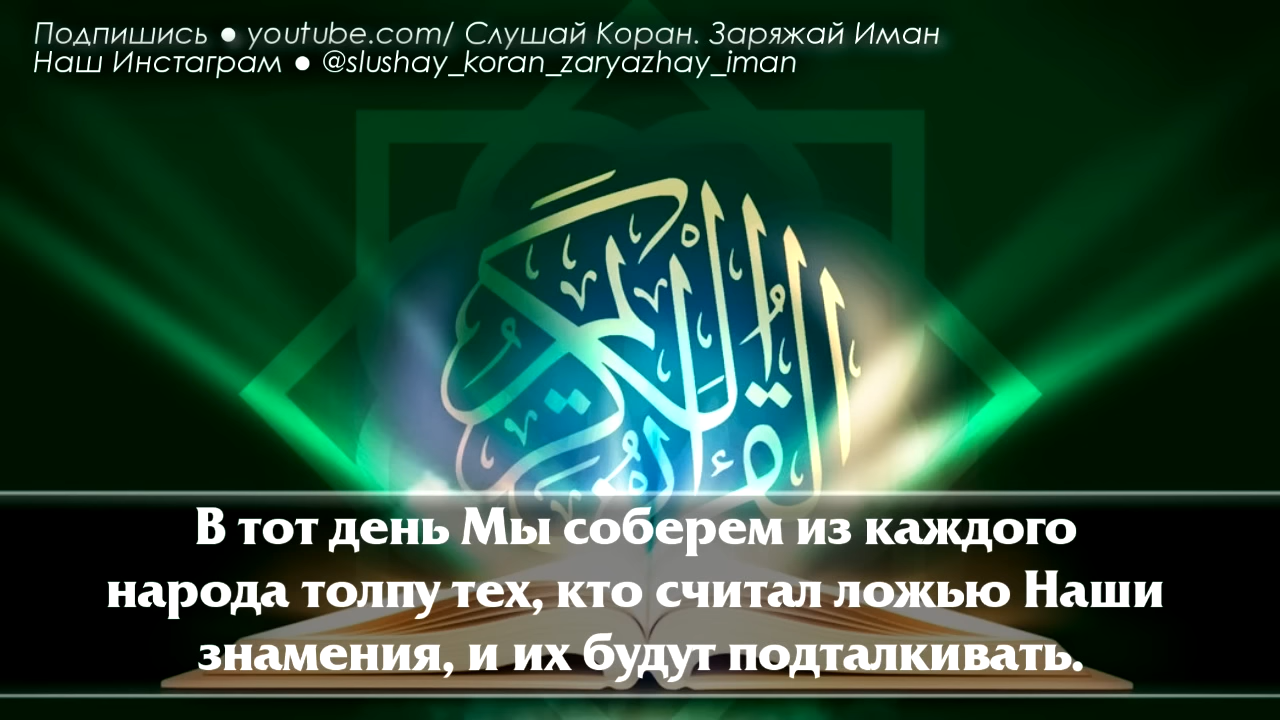 Подпишись ● youtube.com/ Слушай Коран. Заряжай Иман
Наш Инстаграм ● @slushay_koran_zaryazhay_iman
القرآن الكريم
В тот день Мы соберем из каждого
народа толпу тех, кто считал ложью Наши
знамения, и их будут подталкивать.